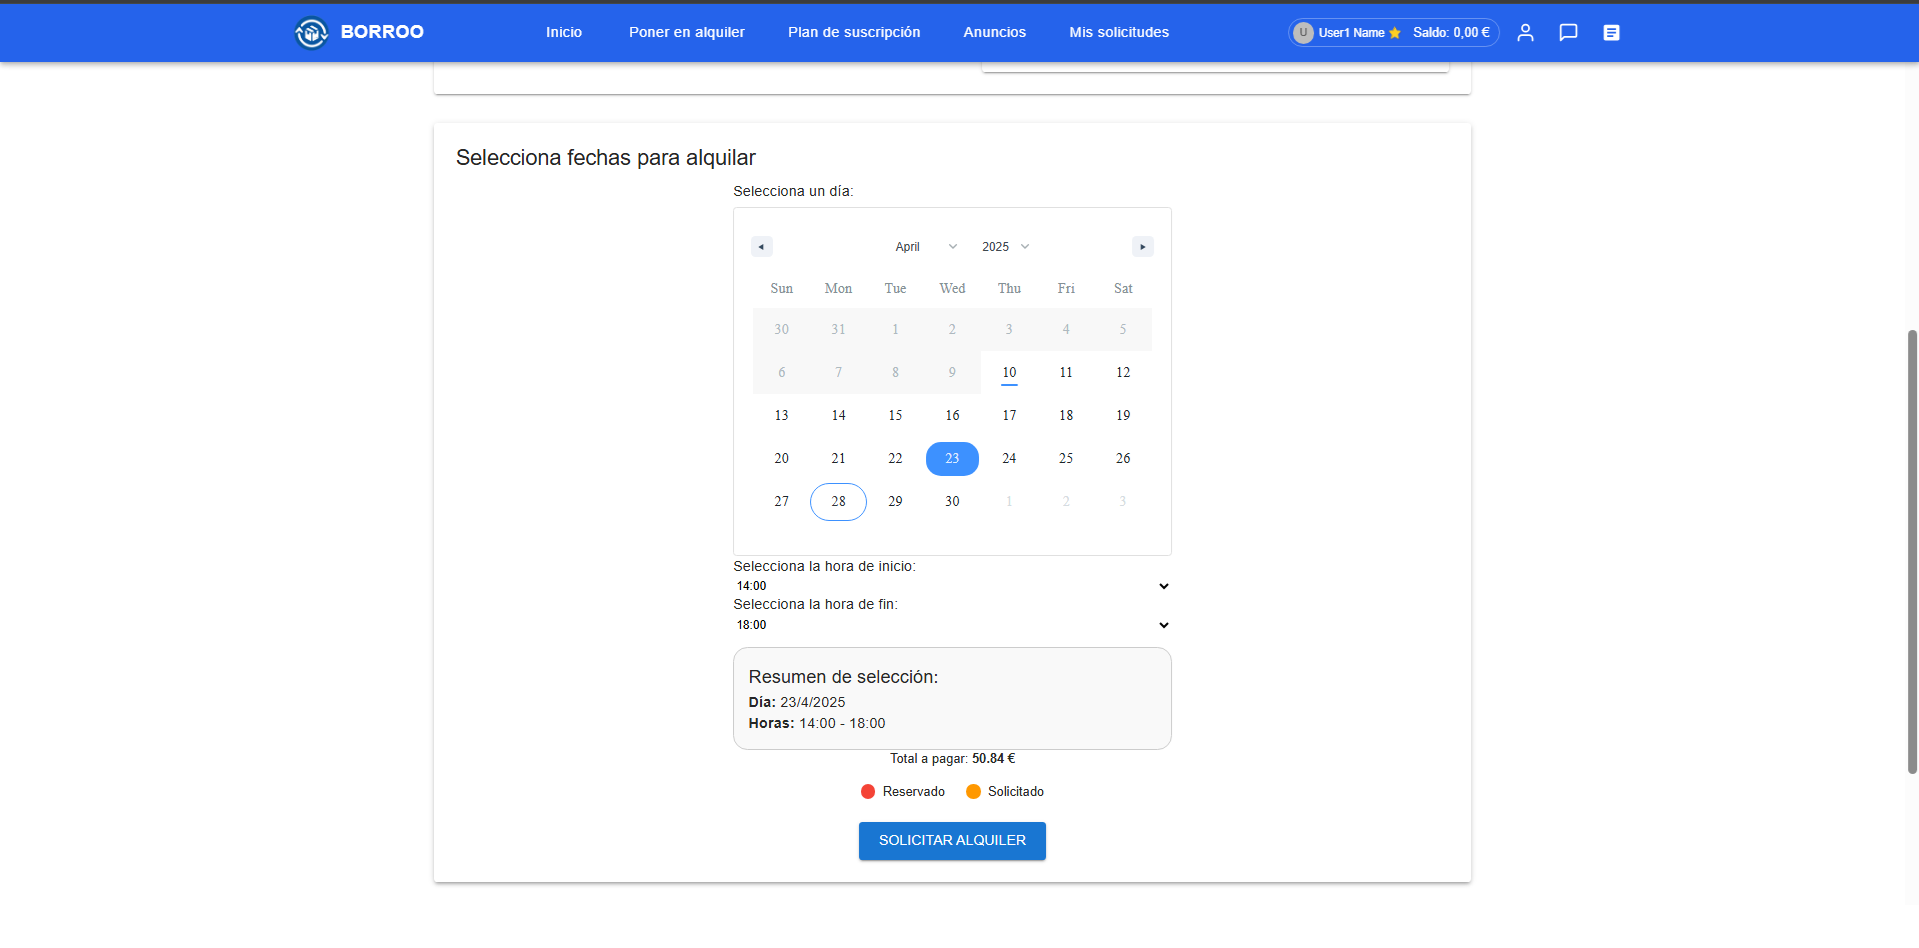 BORROO Inicio Poner en alquiler Plan de suscripción Anuncios Mis solicitudes U User1 Name Saldo: 0,00 €
Selecciona fechas para alquilar
Selecciona un día:
April 2025
Sun Mon Tue Wed Thu Fri Sat
30 31 1 2 3 4 5
6 7 8 9 10 11 12
13 14 15 16 17 18 19
20 21 22 23 24 25 26
27 28 29 30 1 2 3
Selecciona la hora de inicio:
14:00
Selecciona la hora de fin:
18:00
Resumen de selección:
Día: 23/4/2025
Horas: 14:00 - 18:00
Total a pagar: 50.84 €
Reservado Solicitado
SOLICITAR ALQUILER